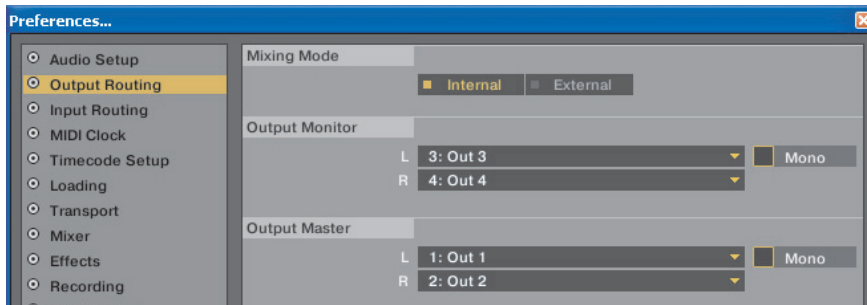 Preferences...
Audio Setup
Output Routing
Input Routing
MIDI Clock
Timecode Setup
Loading
Transport
Mixer
Effects
Recording
Mixing Mode
Internal External
Output Monitor
L 3: Out 3 Mono
R 4: Out 4
Output Master
L 1: Out 1 Mono
R 2: Out 2